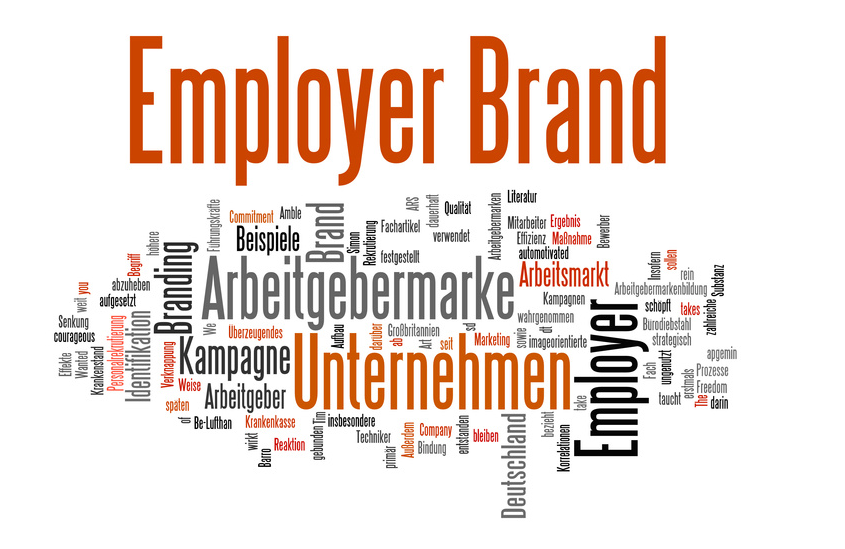 Employer Brand
Literatur
Führungskräfte
Commitment
Amble
Brand
ARS
dauerhaft
Qualität
Arbeitgebermarken
Mitarbeiter
Ergebnis
Bewerber
Fachartikel
verwendet
Beispiele
Simon
Rekrutierung
Effizienz
Maßnahme
automotivated
festgestellt
höhere
Begriff
Branding
Arbeitgebermarke
Arbeitsmarkt
Insofern
sollen
rein
Substanz
abzuheben
aufgesetzt
you
weil
Arbeitgebermarkenbildung
Kampagnen
schöpft
takes
zahlreiche
wahrgenommen
Burodiebstahl
strategisch
Senkung
courageous
Personalrekrutierung
Identifikation
We
Überzeugendes
Aufbau
dauber
Großbritannien
ab
Art
seit
sd
Marketing
sowie
dt
imageorientierte
Employer
Effekte
Wanted
Krankenstand
Verknappung
Kampagne
Unternehmen
Fach
ungenutzt
apgemin
Prozesse
Freedom
erstmals
Weise
Arbeitgeber
taucht
The
darin
spaten
take
of
Be-Lufthan
Krankenkasse
insbesondere
gebunden
Tim
wirkt
Barro
Reaktion
Techniker
primär
Außerdem
Company
Bindung
entstanden
bleiben
Deutschland
bezieht
Korrelationen